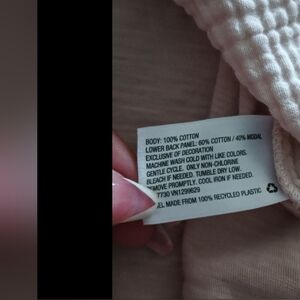 BODY: 100% COTTON
LOWER BACK PANEL: 60% COTTON / 40% MODAL
EXCLUSIVE OF DECORATION
MACHINE WASH COLD WITH LIKE COLORS.
GENTLE CYCLE. ONLY NON-CHLORINE
BLEACH IF NEEDED. TUMBLE DRY LOW.
REMOVE PROMPTLY. COOL IRON IF NEEDED.
7730 VN1299629
MADE FROM 100% RECYCLED PLASTIC